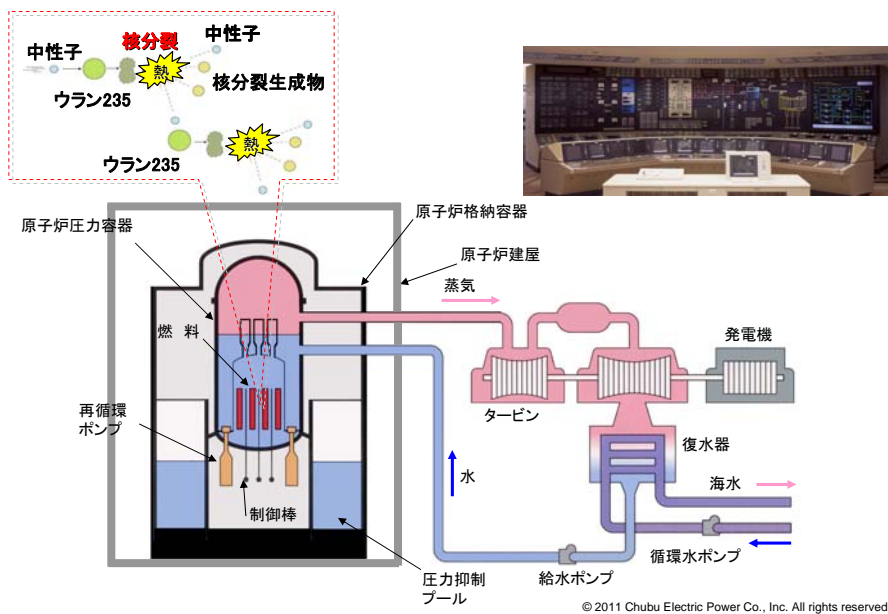 中性子
核分裂
中性子
熱
ウラン235
核分裂生成物
熱
ウラン235
原子炉圧力容器
原子炉格納容器
原子炉建屋
蒸気
燃　料
発電機
再循環
ポンプ
タービン
復水器
水
海水
制御棒
循環水ポンプ
圧力抑制
プール
給水ポンプ
© 2011 Chubu Electric Power Co., Inc. All rights reserved